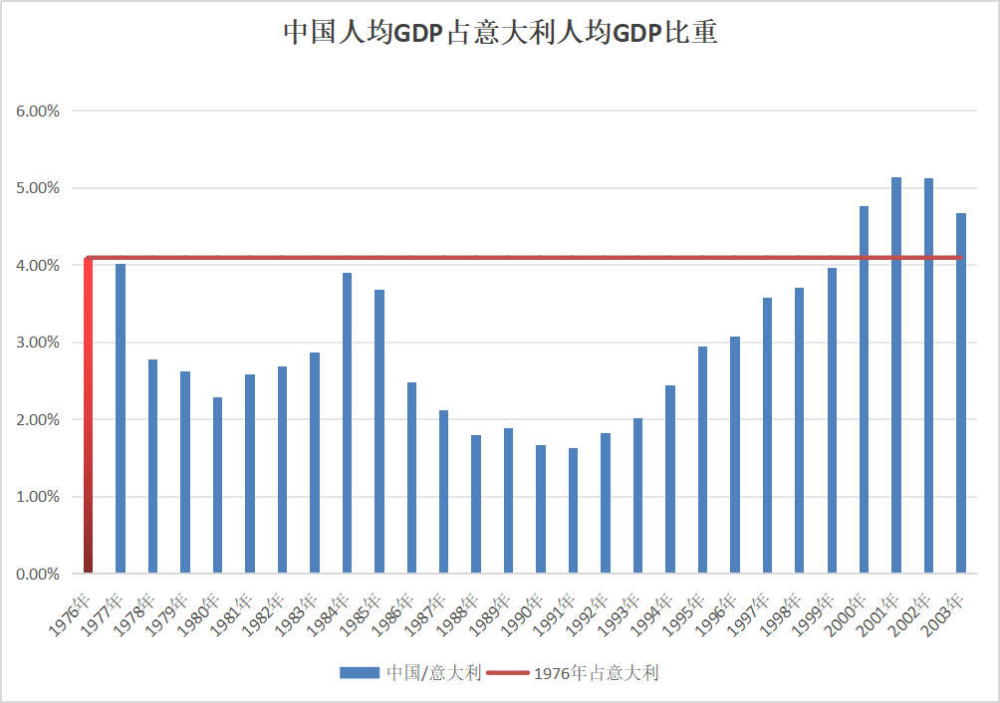 中国人均GDP占意大利人均GDP比重
6.00%
5.00%
4.00%
3.00%
2.00%
1.00%
0.00%
1976年
1977年
1978年
1979年
1980年
1981年
1982年
1983年
1984年
1985年
1986年
1987年
1988年
1989年
1990年
1991年
1992年
1993年
1994年
1995年
1996年
1997年
1998年
1999年
2000年
2001年
2002年
2003年
中国/意大利
1976年占意大利